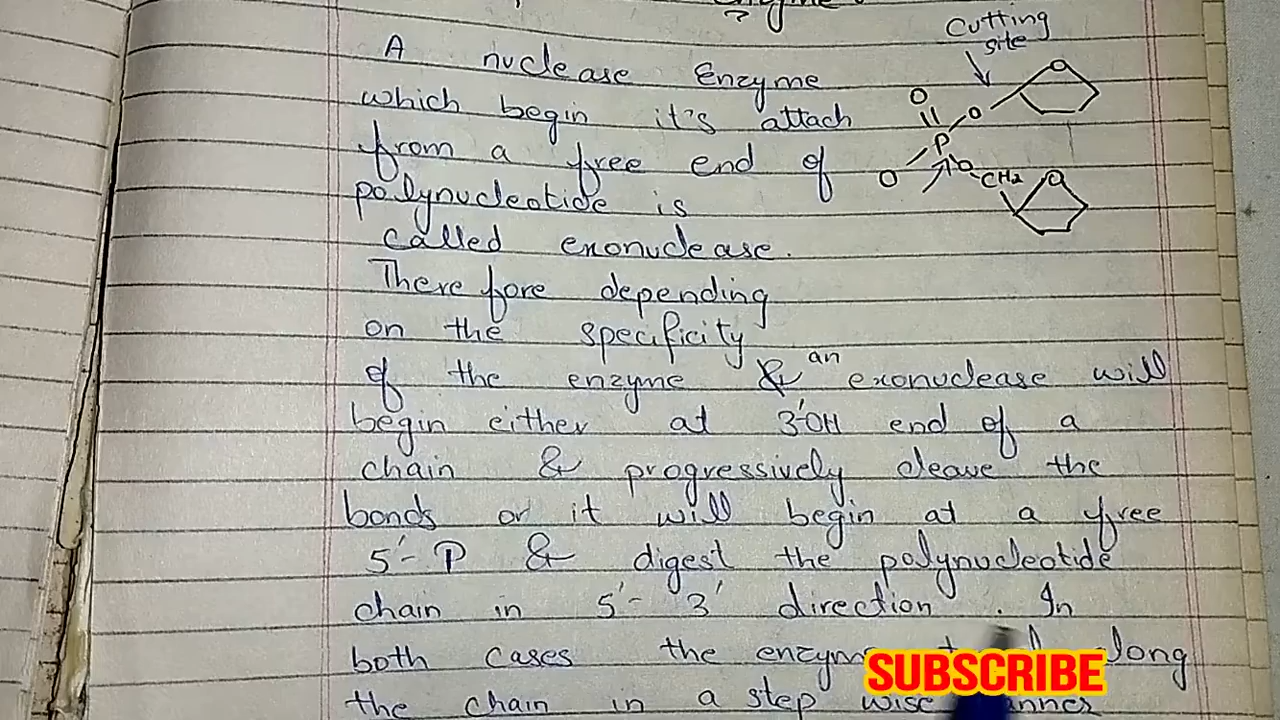 Enzyme
?
Cutting
site
A nuclease Enzyme
which begin it's attach
from a free end of
polynucleotide is
called exonuclease.
Therefore depending
on the specificity
of the enzyme an exonuclease will
begin either at 3'OH end of a
chain & progressively cleave the
bonds or it will begin at a free
5'-P & digest the polynucleotide
chain in 5'-3' direction. In
both cases the along
the chain in a step wise
O
O
O P O
O CH2 O
SUBSCRIBE